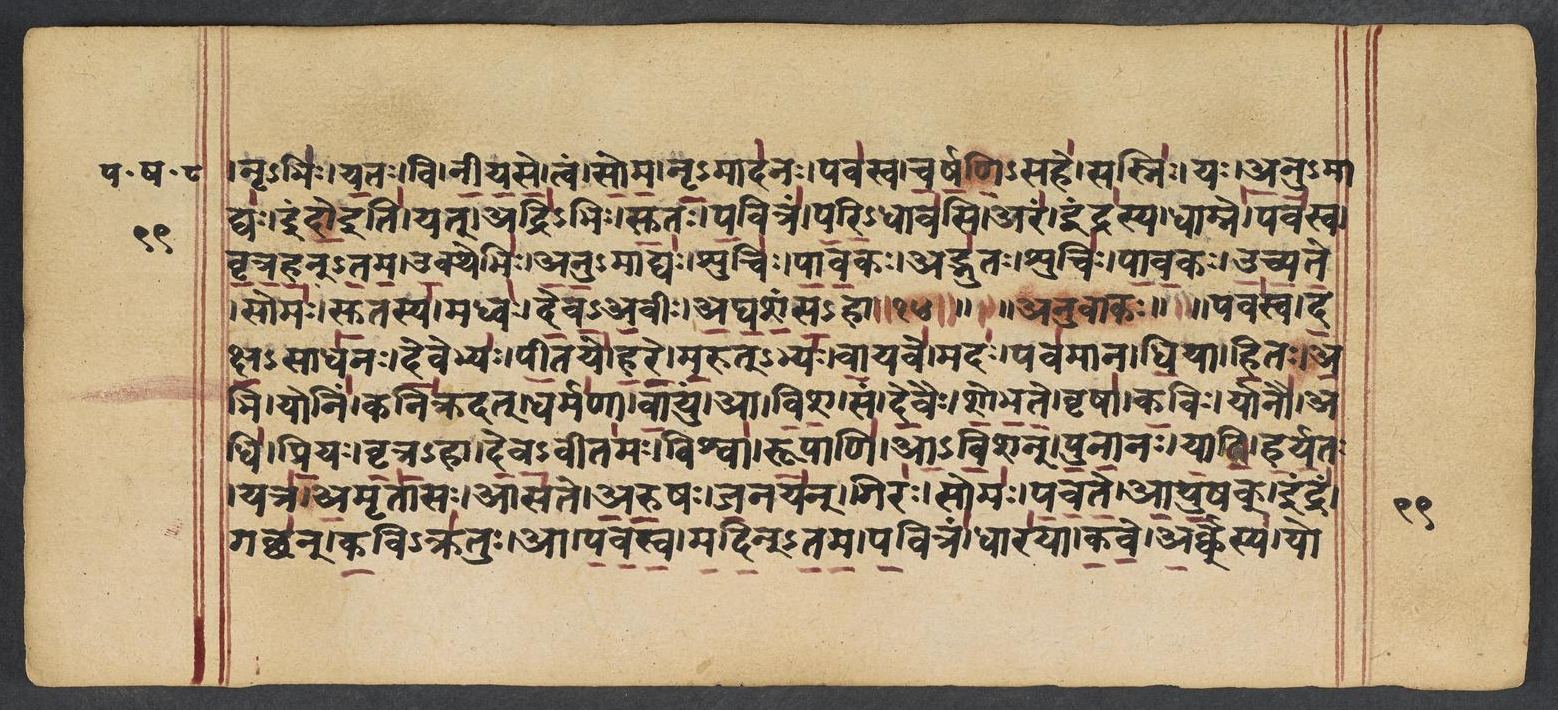 प॰ष॰८ ।नृऽभिः।यतः।वि।नीयसे।त्वं।सोम।नृऽमादनः।पवस्व।चर्षणिऽसहे।सस्निः।यः।अनुऽमा
द्यः।इंदो इति।यत्।अद्रिऽभिः।सुतः।पवित्रं।परिऽधावसि।अरं।इंद्रस्य।धाम्ने।पवस्व।
११
वृत्रहन्ऽतम।उक्थेभिः।अनुऽमाद्यः।शुचिः।पावकः।अद्भुतः।शुचिः।पावकः।उच्यते
।सोमः।सुतस्य।मध्वः।देवऽअवीः।अघशंसऽहा॥१४॥ ॥अनुवाकः॥ ॥पवस्व।द
क्षऽसाधनः।देवेभ्यः।पीतये।हरे।मरुत्ऽभ्यः।वायवे।मदः।पवमान।धिया।हितः।अ
भि।योनिं।कनिक्रदत्।धर्मणा।वायुं।आ।विश।सं।देवैः।शोभते।वृषा।कविः।योनौ।अ
धि।प्रियः।वृत्रऽहा।देवऽवीतमः।विश्वा।रूपाणि।आऽविशन्।पुनानः।याति।हर्यतः
।यत्र।अमृतासः।आसते।अरुषः।जनयन्।गिरः।सोमः।पवते।आयुषक्।इंद्रं।
११
गच्छन्।कविऽक्रतुः।आ।पवस्व।मदिन्ऽतम।पवित्रं।धारया।कवे।अर्कस्य।यो